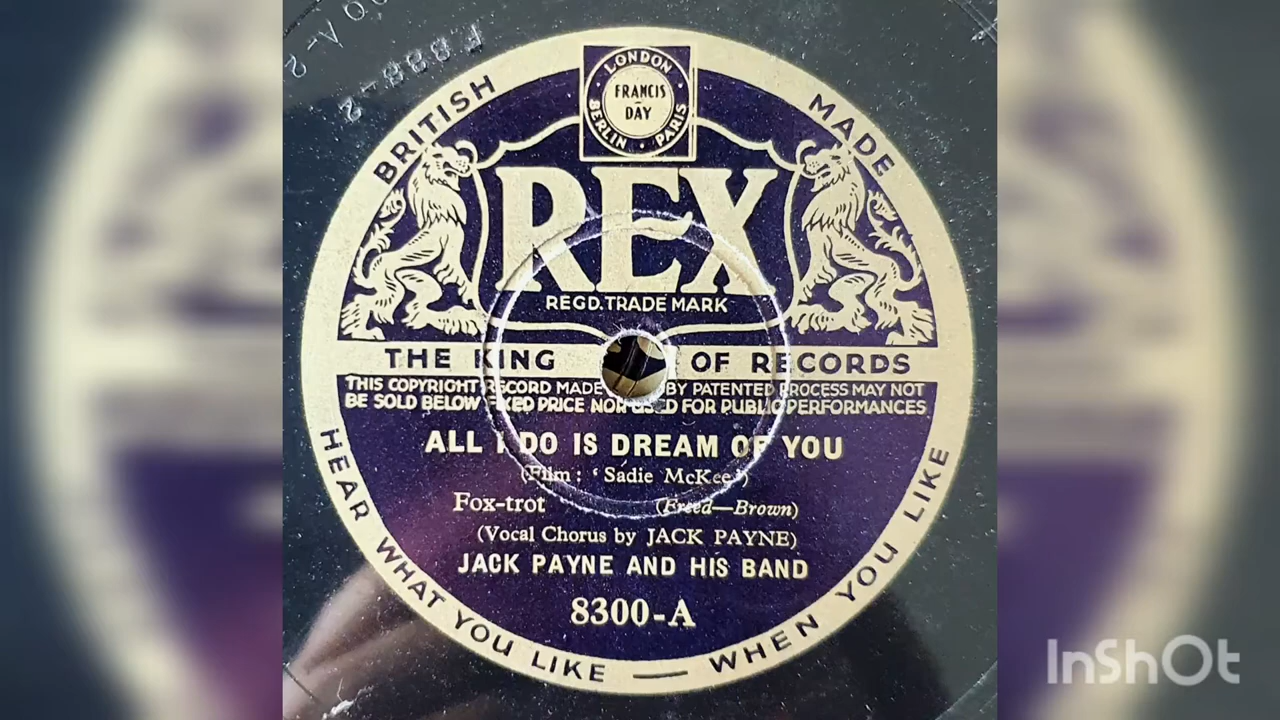 F888-2
LONDON
FRANCIS
DAY
BERLIN • PARIS
BRITISH
MADE
REX
REGD. TRADE MARK
THE KING OF RECORDS
THIS COPYRIGHT RECORD MADE BY PATENTED PROCESS MAY NOT
BE SOLD BELOW FIXED PRICE NOR USED FOR PUBLIC PERFORMANCES
ALL I DO IS DREAM OF YOU
(Film: ‘Sadie McKee’)
Fox-trot (Freed—Brown)
(Vocal Chorus by JACK PAYNE)
JACK PAYNE AND HIS BAND
8300-A
HEAR WHAT YOU LIKE — WHEN YOU LIKE
InShOt